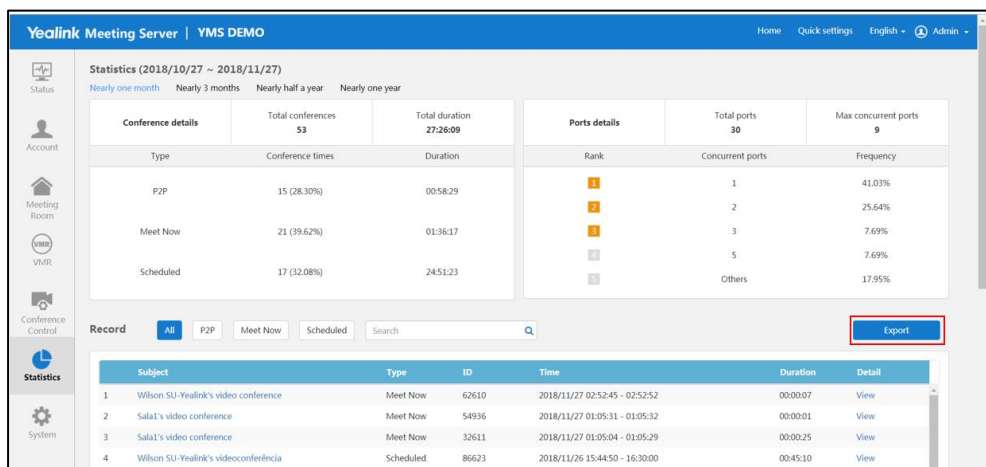 Yealink Meeting Server | YMS DEMO
Home Quick settings English Admin
Status
Account
Meeting Room
VMR
VMR
Conference Control
Statistics
System
Statistics (2018/10/27 ~ 2018/11/27)
Nearly one month Nearly 3 months Nearly half a year Nearly one year
Conference details Total conferences 53 Total duration 27:26:09
Type Conference times Duration
P2P 15 (28.30%) 00:58:29
Meet Now 21 (39.62%) 01:36:17
Scheduled 17 (32.08%) 24:51:23
Ports details Total ports 30 Max concurrent ports 9
Rank Concurrent ports Frequency
1 1 41.03%
2 2 25.64%
3 3 7.69%
4 5 7.69%
5 Others 17.95%
Record All P2P Meet Now Scheduled Search Export
Subject Type ID Time Duration Detail
1 Wilson SU-Yealink's video conference Meet Now 62610 2018/11/27 02:52:45 - 02:52:52 00:00:07 View
2 Sala1's video conference Meet Now 54936 2018/11/27 01:05:31 - 01:05:32 00:00:01 View
3 Sala1's video conference Meet Now 32611 2018/11/27 01:05:04 - 01:05:29 00:00:25 View
4 Wilson SU-Yealink's videoconferência Scheduled 86623 2018/11/26 15:44:50 - 16:30:00 00:45:10 View